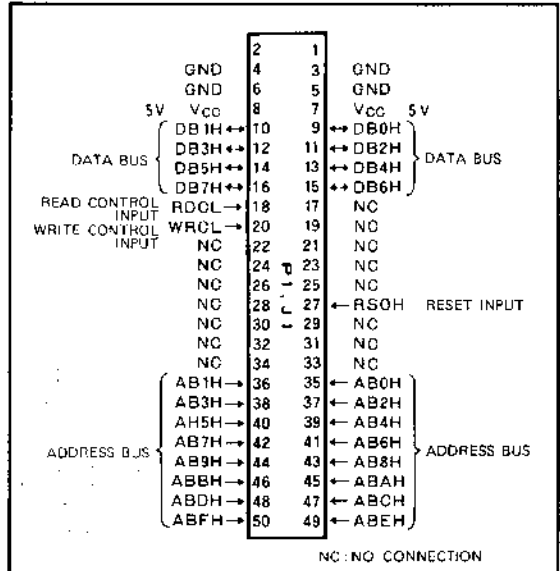 2 1
GND 4 3 GND
GND 6 5 GND
5V Vcc 8 7 Vcc 5V
DB1H↔ 10 9 ↔DB0H
DB3H↔ 12 11 ↔DB2H
DATA BUS DB5H↔ 14 13 ↔DB4H DATA BUS
DB7H↔ 16 15 ↔DB6H
READ CONTROL INPUT RDCL→ 18 17 NC
WRITE CONTROL INPUT WRCL→ 20 19 NC
NC 22 21 NC
NC 24 23 NC
NC 26 25 NC
NC 28 27 ←RSOH RESET INPUT
NC 30 29 NC
NC 32 31 NC
NC 34 33 NC
AB1H→ 36 35 ←AB0H
AB3H→ 38 37 ←AB2H
AH5H→ 40 39 ←AB4H
AB7H→ 42 41 ←AB6H
ADDRESS BUS AB9H→ 44 43 ←AB8H ADDRESS BUS
ABBH→ 46 45 ←ABAH
ABDH→ 48 47 ←ABCH
ABFH→ 50 49 ←ABEH
NC : NO CONNECTION